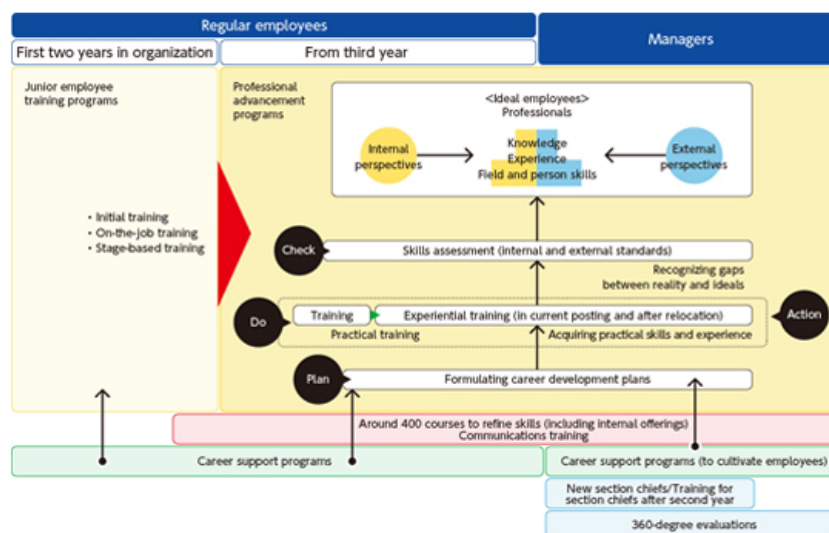 Regular employees
Managers
First two years in organization
From third year
Junior employee
training programs
Professional
advancement
programs
<Ideal employees>
Professionals
Internal
perspectives
Knowledge
Experience
Field and person skills
External
perspectives
• Initial training
• On-the-job training
• Stage-based training
Check
Skills assessment (internal and external standards)
Recognizing gaps
between reality and ideals
Do
Training
Experiential training (in current posting and after relocation)
Action
Practical training
Acquiring practical skills and experience
Plan
Formulating career development plans
Around 400 courses to refine skills (including internal offerings)
Communications training
Career support programs
Career support programs (to cultivate employees)
New section chiefs/Training for
section chiefs after second year
360-degree evaluations